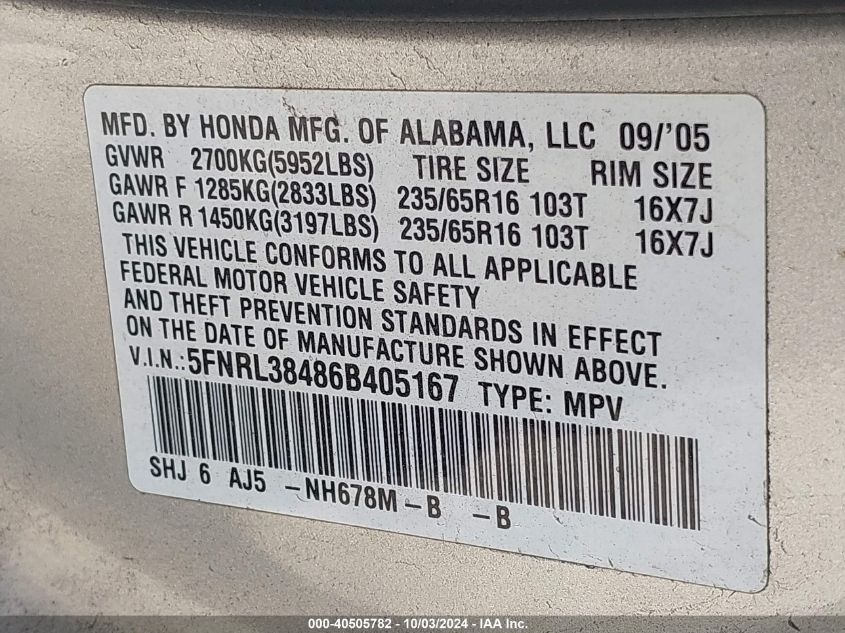 MFD. BY HONDA MFG. OF ALABAMA, LLC 09/'05
GVWR 2700KG(5952LBS) TIRE SIZE RIM SIZE
GAWR F 1285KG(2833LBS) 235/65R16 103T 16X7J
GAWR R 1450KG(3197LBS) 235/65R16 103T 16X7J
THIS VEHICLE CONFORMS TO ALL APPLICABLE
FEDERAL MOTOR VEHICLE SAFETY
AND THEFT PREVENTION STANDARDS IN EFFECT
ON THE DATE OF MANUFACTURE SHOWN ABOVE.
V.I.N.:5FNRL38486B405167 TYPE: MPV
SHJ 6 AJ5 -NH678M-B -B
000-40505782 - 10/03/2024 - IAA Inc.